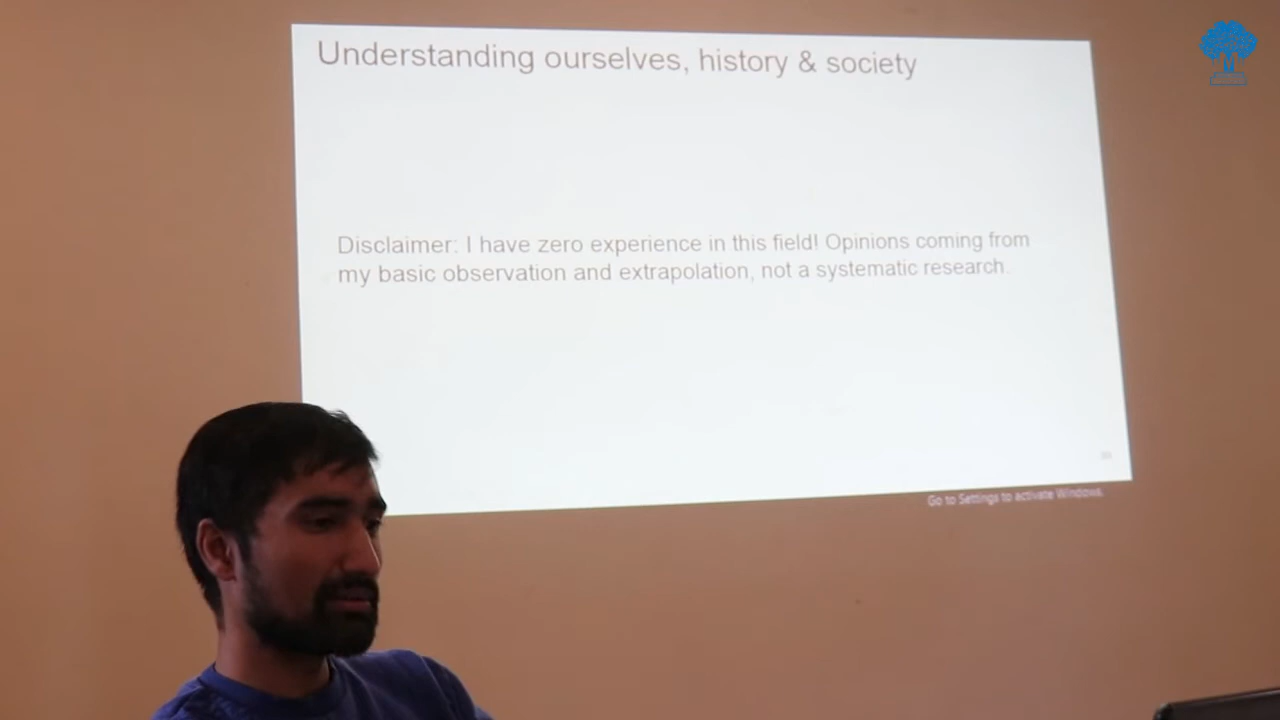 Understanding ourselves, history & society
Disclaimer: I have zero experience in this field! Opinions coming from
my basic observation and extrapolation, not a systematic research.
Go to Settings to activate Windows.